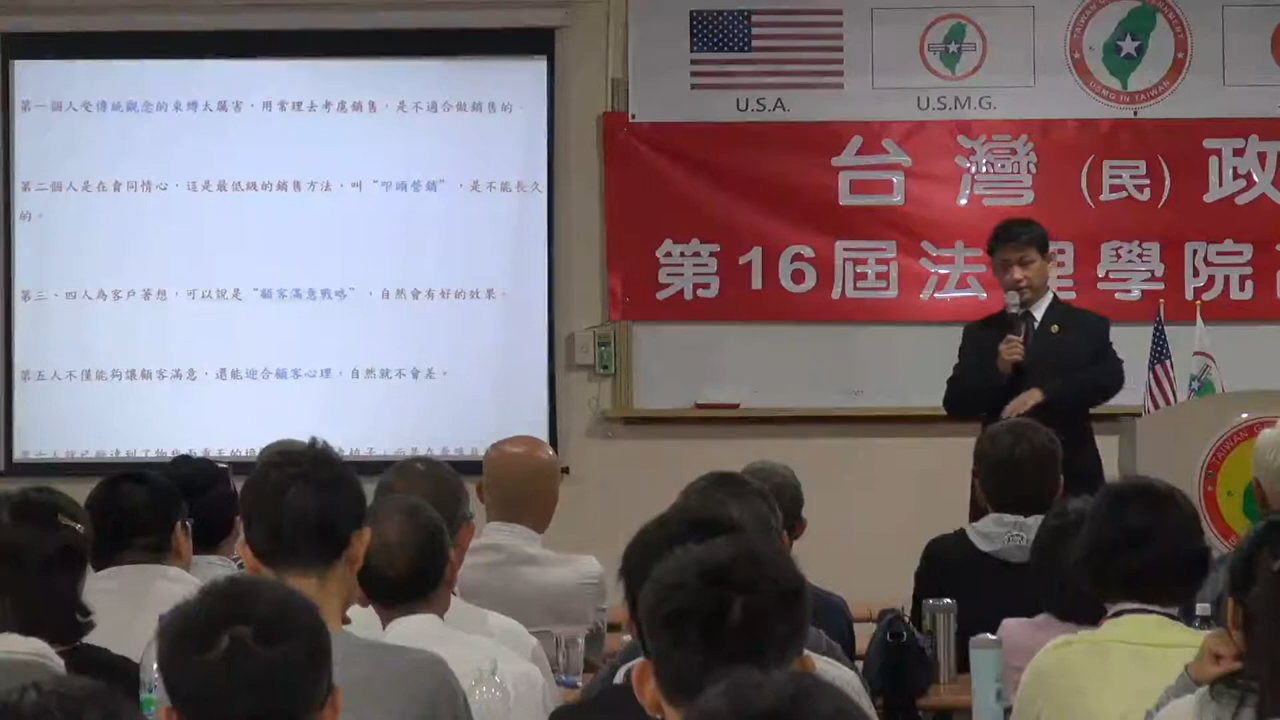 第一個人受傳統觀念的束縛太厲害，用常理去考慮銷售，是不適合做銷售的。
第二個人是在賣同情心，這是最低級的銷售方法，叫“叩頭營銷”，是不能長久
的。
第三、四人為客戶著想，可以說是“顧客滿意戰略”，自然會有好的效果。
第五人不僅能夠讓顧客滿意，還能迎合顧客心理，自然就不會差。
U.S.A.
U.S.M.G.
USMG IN TAIWAN
台灣(民)政
第16屆法理學院